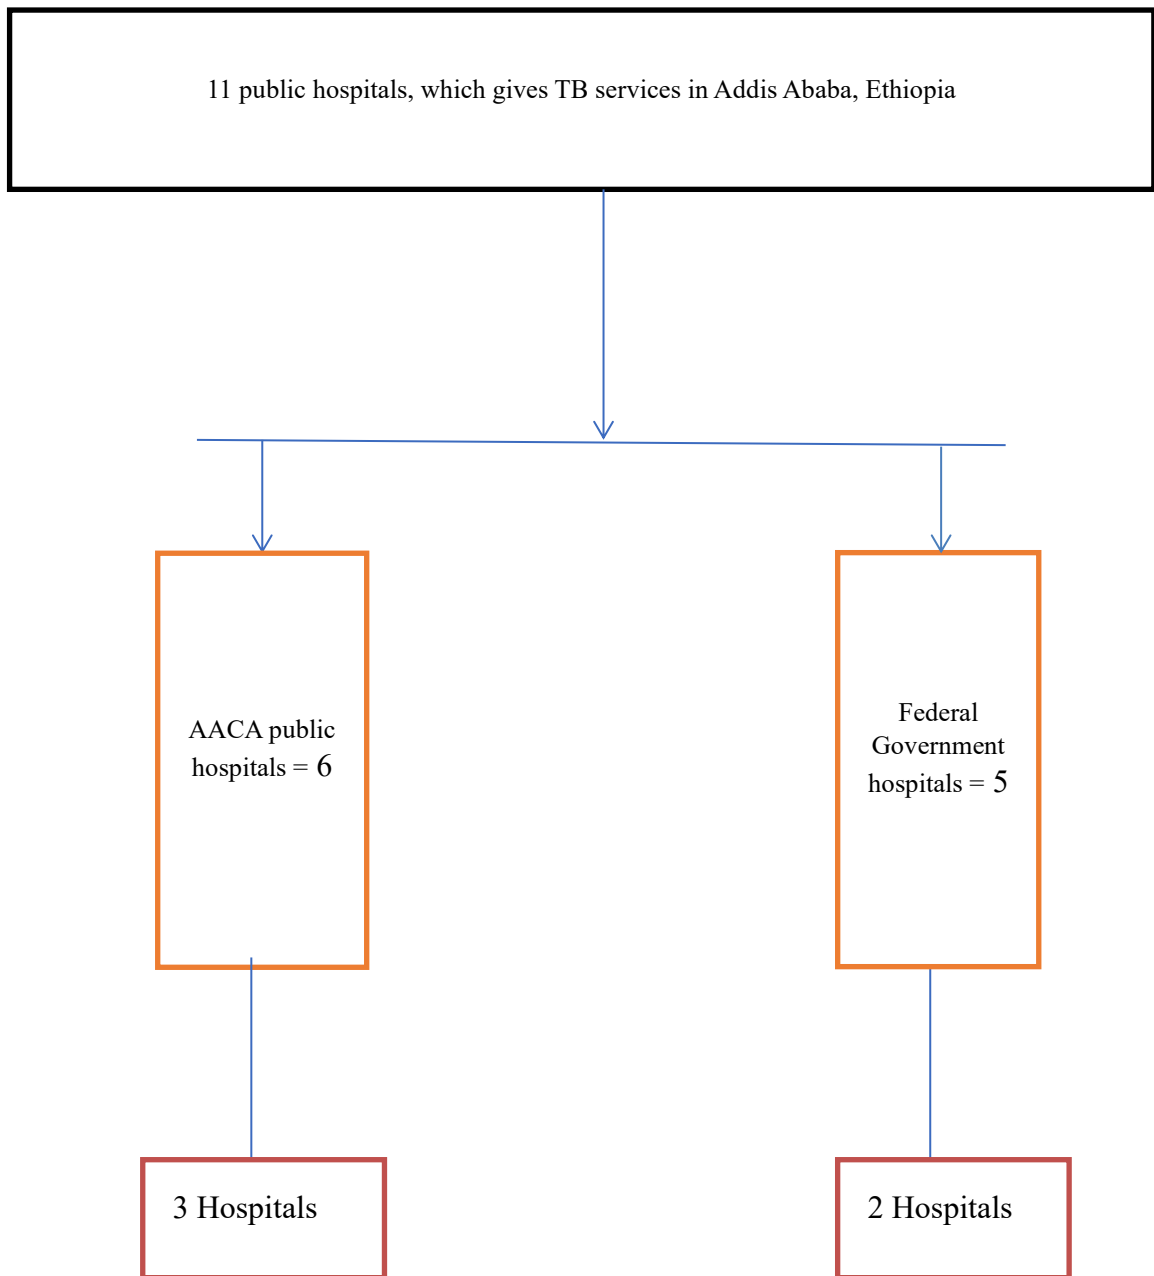 11 public hospitals, which gives TB services in Addis Ababa, Ethiopia
AACA public
hospitals = 6
Federal
Government
hospitals = 5
3 Hospitals
2 Hospitals